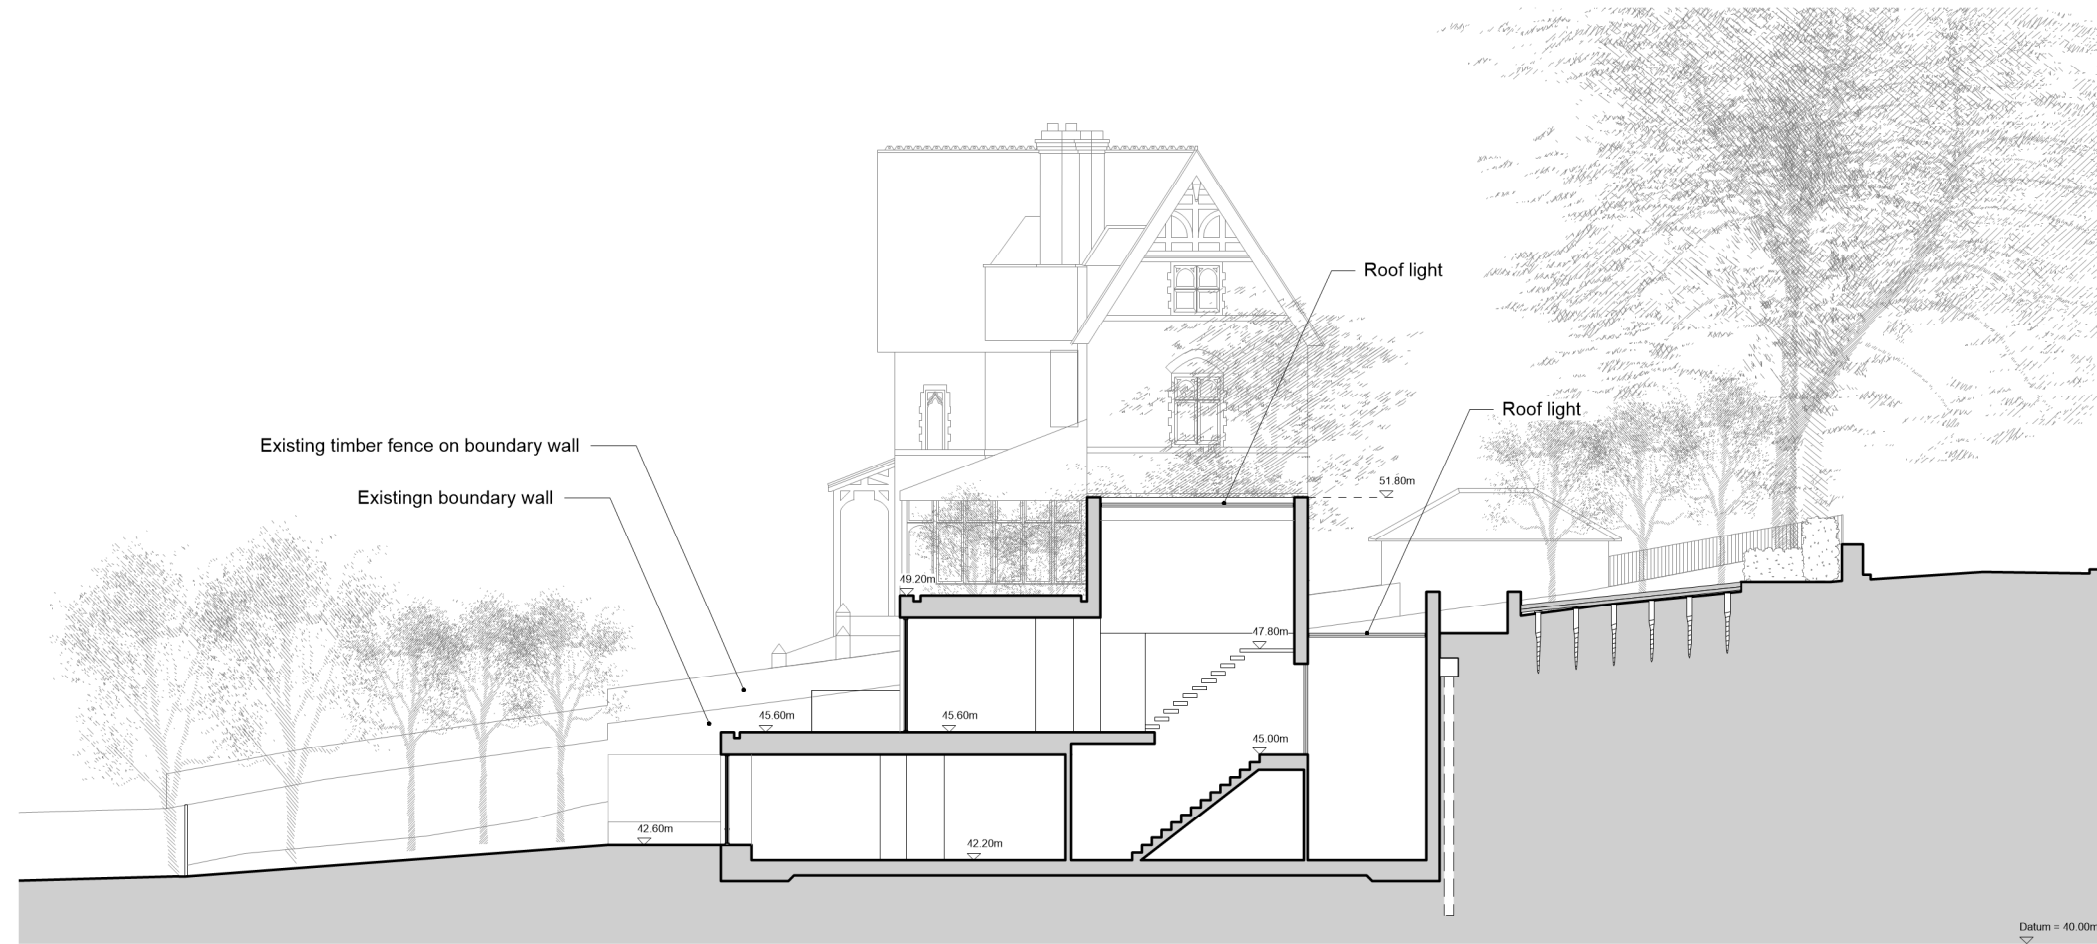 Roof light
Roof light
Existing timber fence on boundary wall
51.80m
Existingn boundary wall
49.20m
47.80m
45.60m
45.60m
45.00m
42.60m
42.20m
Datum = 40.00m